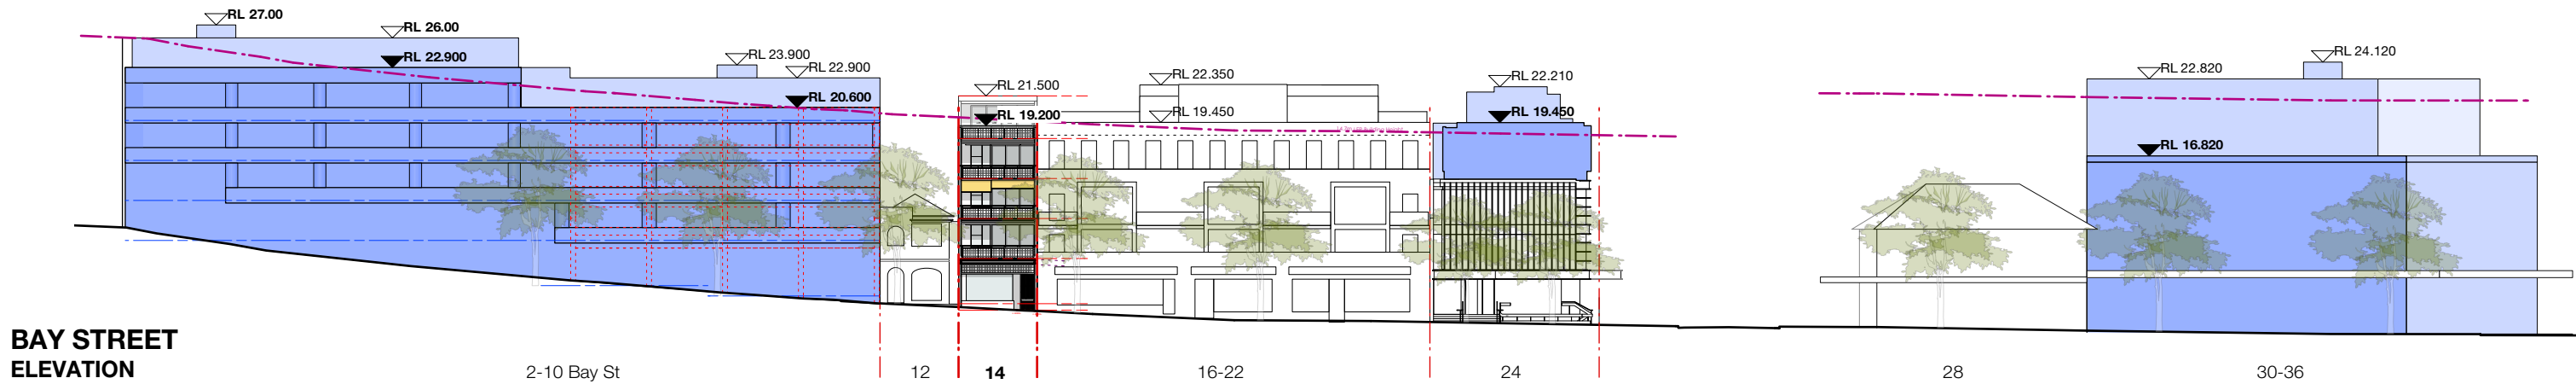 RL 27.00
RL 26.00
RL 22.900
RL 23.900
RL 22.900
RL 20.600
RL 21.500
RL 19.200
RL 22.350
RL 19.450
RL 22.210
RL 19.450
RL 22.820
RL 24.120
RL 16.820
BAY STREET
ELEVATION
2-10 Bay St
12
14
16-22
24
28
30-36